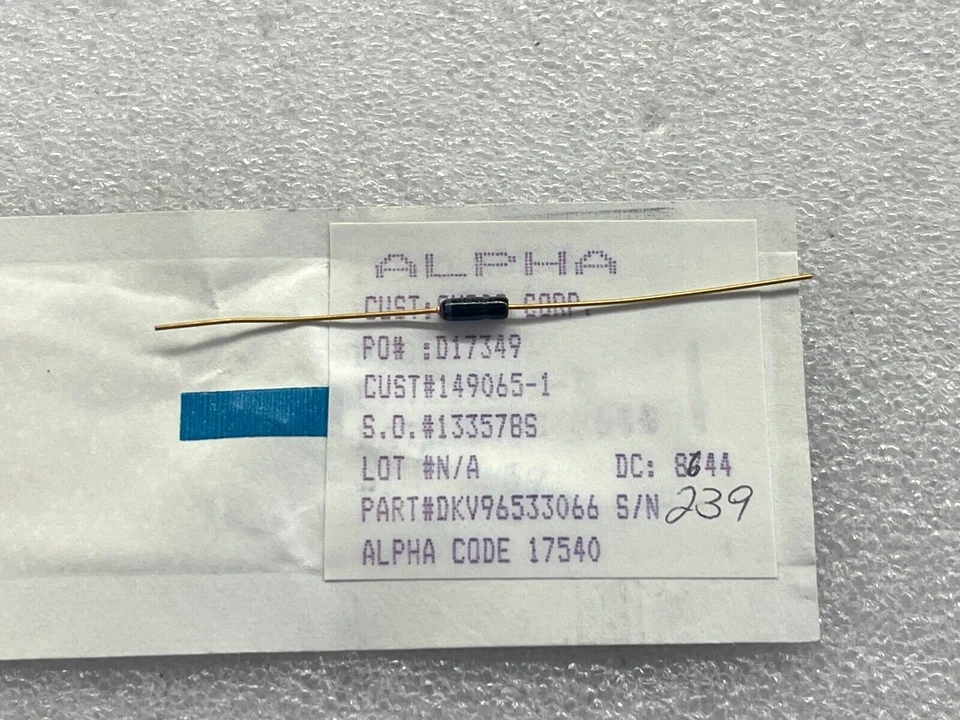 ALPHA
CUST: CORP.
PO# :D17349
CUST#149065-1
S.O.#133578S
LOT #N/A DC: 8644
PART#DKV96533066 S/N 239
ALPHA CODE 17540